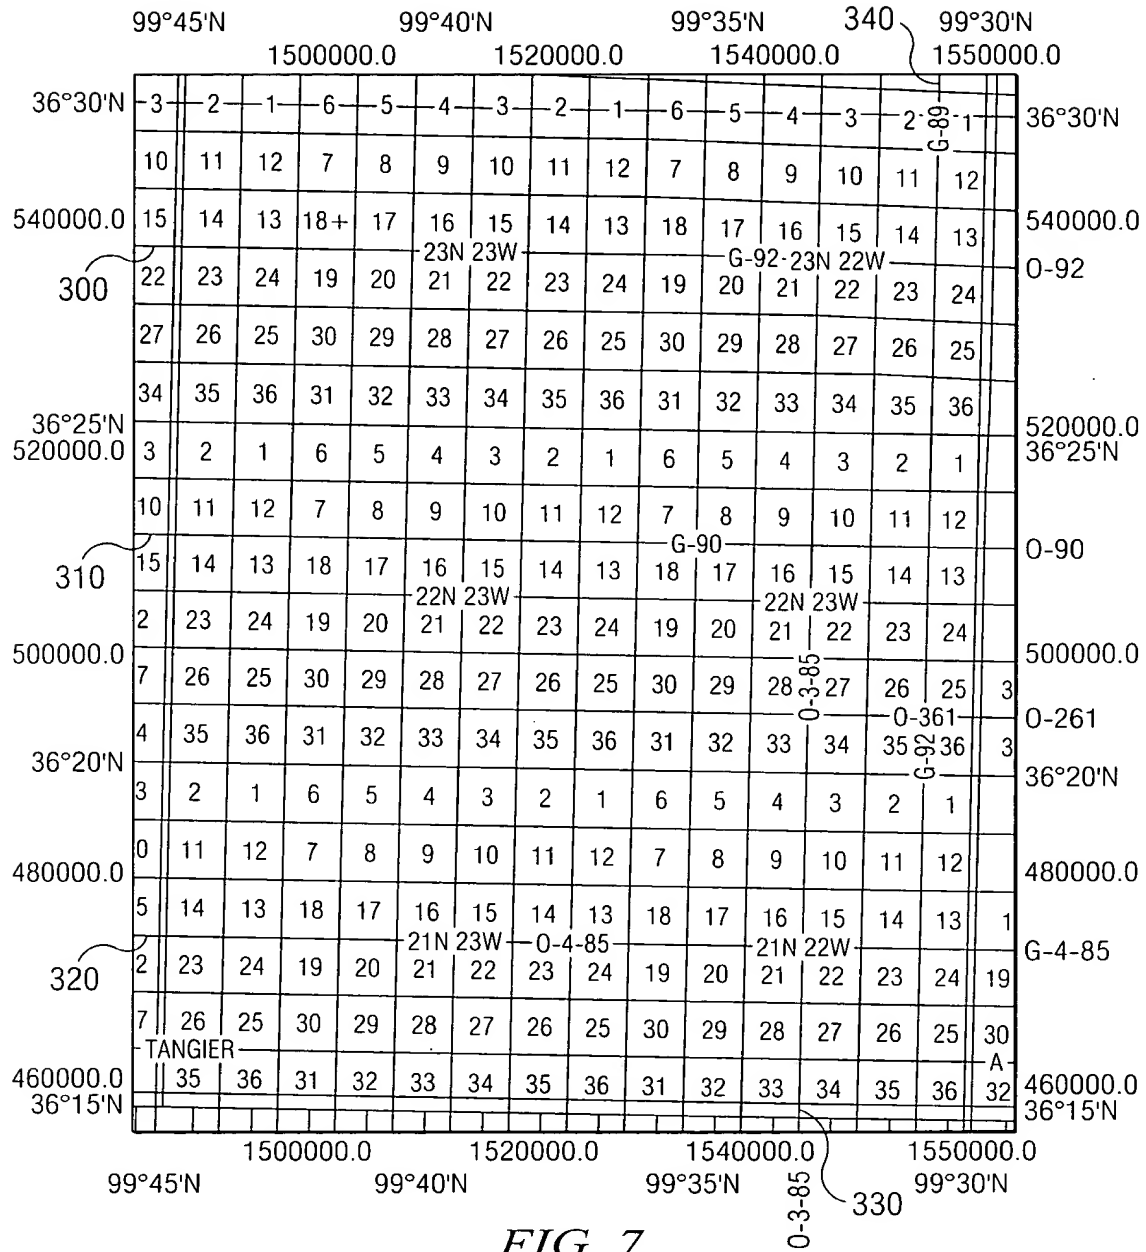 99°45'N 99°40'N 99°35'N 340 99°30'N
1500000.0 1520000.0 1540000.0 1550000.0
36°30'N 3 2 1 6 5 4 3 2 1 6 5 4 3 2 G-89 1 36°30'N
10 11 12 7 8 9 10 11 12 7 8 9 10 11 12
540000.0 15 14 13 18+ 17 16 15 14 13 18 17 16 15 14 13 540000.0
300 23N 23W G-92 23N 22W O-92
22 23 24 19 20 21 22 23 24 19 20 21 22 23 24
27 26 25 30 29 28 27 26 25 30 29 28 27 26 25
34 35 36 31 32 33 34 35 36 31 32 33 34 35 36
36°25'N 520000.0
520000.0 3 2 1 6 5 4 3 2 1 6 5 4 3 2 1 36°25'N
10 11 12 7 8 9 10 11 12 7 8 9 10 11 12
310 G-90 O-90
15 14 13 18 17 16 15 14 13 18 17 16 15 14 13
22N 23W 22N 23W
2 23 24 19 20 21 22 23 24 19 20 21 22 23 24
500000.0 O-3-85 500000.0
7 26 25 30 29 28 27 26 25 30 29 28 27 26 25 3
O-361 O-261
4 35 36 31 32 33 34 35 36 31 32 33 34 35 G-92 36 3
36°20'N 36°20'N
3 2 1 6 5 4 3 2 1 6 5 4 3 2 1
0 11 12 7 8 9 10 11 12 7 8 9 10 11 12
480000.0 480000.0
5 14 13 18 17 16 15 14 13 18 17 16 15 14 13 1
320 21N 23W O-4-85 21N 22W G-4-85
2 23 24 19 20 21 22 23 24 19 20 21 22 23 24 19
7 26 25 30 29 28 27 26 25 30 29 28 27 26 25 30
TANGIER A
460000.0 35 36 31 32 33 34 35 36 31 32 33 34 35 36 32 460000.0
36°15'N 36°15'N
1500000.0 1520000.0 1540000.0 1550000.0
99°45'N 99°40'N 99°35'N 99°30'N
O-3-85 330
FIG. 7